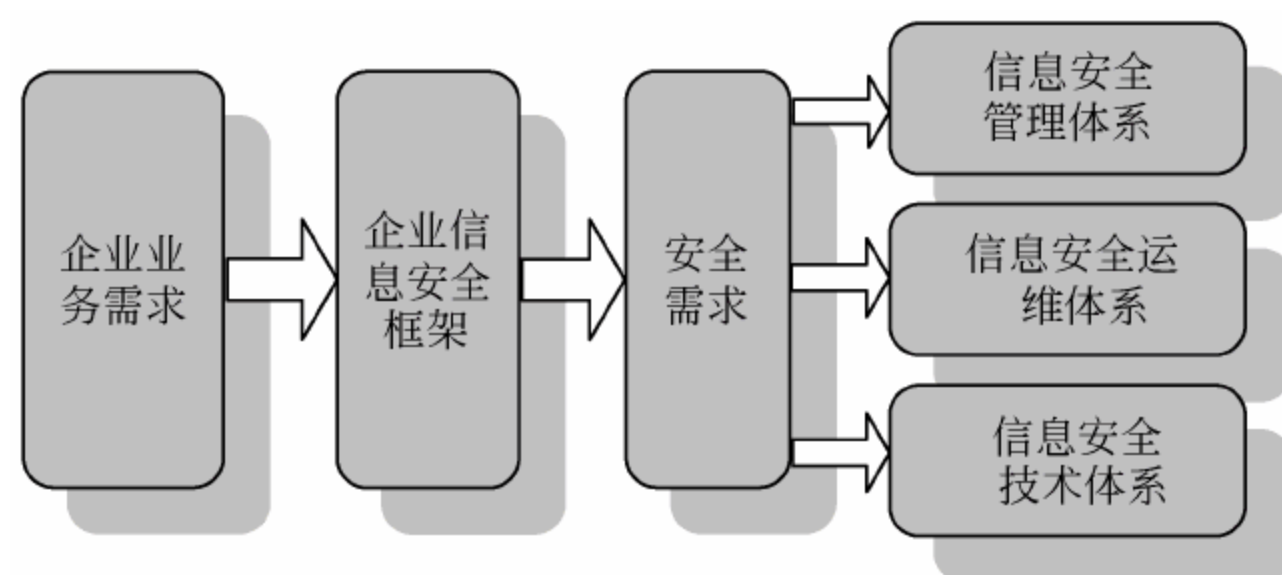 企业业
务需求
企业信
息安全
框架
安全
需求
信息安全
管理体系
信息安全运
维体系
信息安全
技术体系